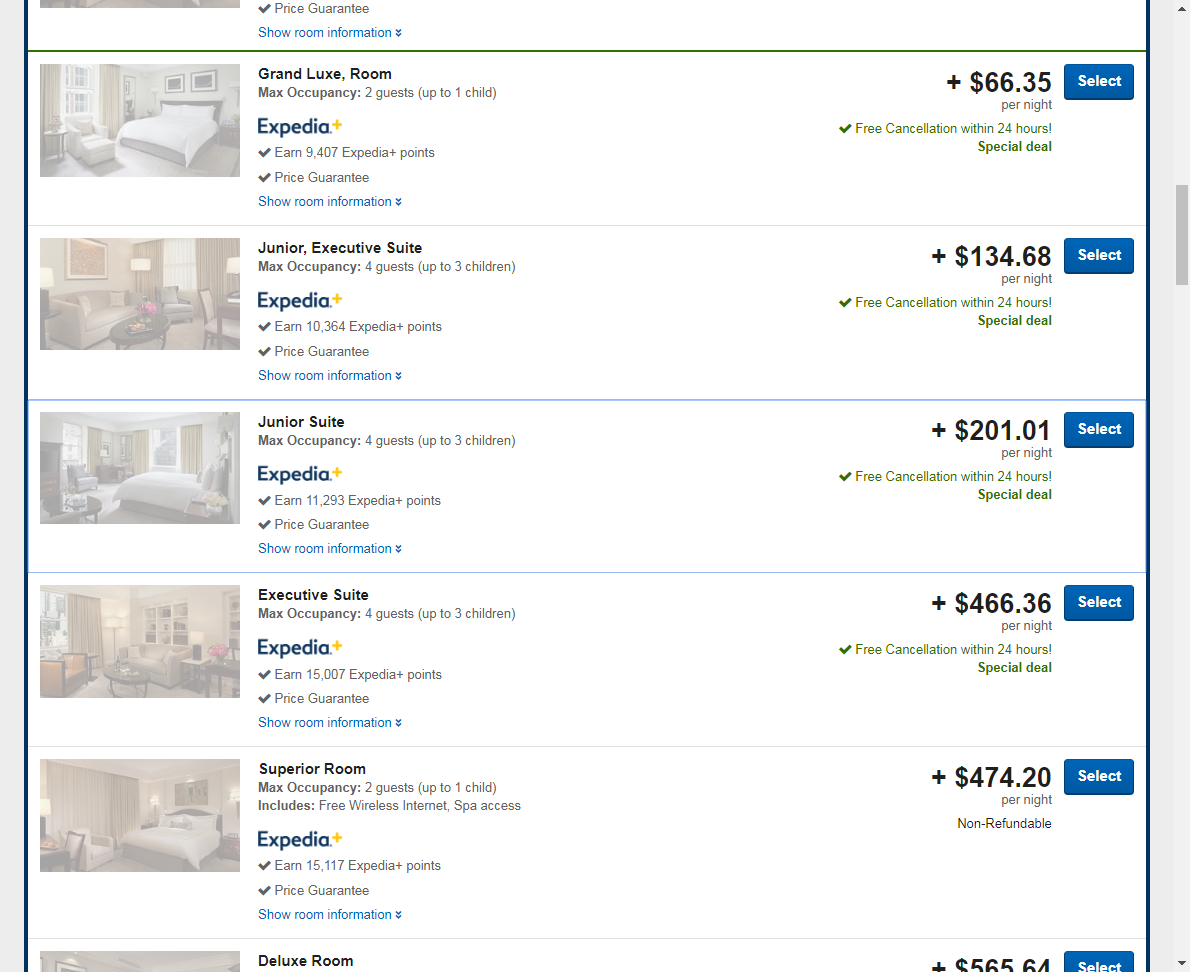 Price Guarantee
Show room information
Grand Luxe, Room
Max Occupancy: 2 guests (up to 1 child)
+ $66.35
Select
per night
Expedia+
Free Cancellation within 24 hours!
Special deal
Earn 9,407 Expedia+ points
Price Guarantee
Show room information
Junior, Executive Suite
Max Occupancy: 4 guests (up to 3 children)
+ $134.68
Select
per night
Expedia+
Free Cancellation within 24 hours!
Special deal
Earn 10,364 Expedia+ points
Price Guarantee
Show room information
Junior Suite
Max Occupancy: 4 guests (up to 3 children)
+ $201.01
Select
per night
Expedia+
Free Cancellation within 24 hours!
Special deal
Earn 11,293 Expedia+ points
Price Guarantee
Show room information
Executive Suite
Max Occupancy: 4 guests (up to 3 children)
+ $466.36
Select
per night
Expedia+
Free Cancellation within 24 hours!
Special deal
Earn 15,007 Expedia+ points
Price Guarantee
Show room information
Superior Room
Max Occupancy: 2 guests (up to 1 child)
Includes: Free Wireless Internet, Spa access
+ $474.20
Select
per night
Non-Refundable
Expedia+
Earn 15,117 Expedia+ points
Price Guarantee
Show room information
Deluxe Room
+ $565.64
Select